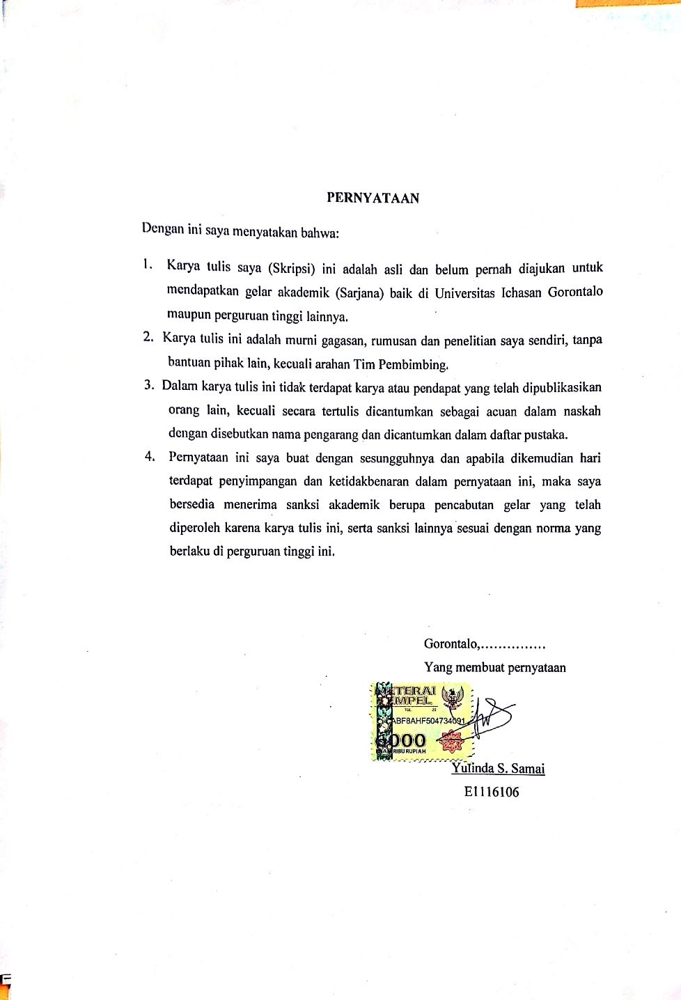 PERNYATAAN
Dengan ini saya menyatakan bahwa:
1. Karya tulis saya (Skripsi) ini adalah asli dan belum pernah diajukan untuk
mendapatkan gelar akademik (Sarjana) baik di Universitas Ichasan Gorontalo
maupun perguruan tinggi lainnya.
2. Karya tulis ini adalah murni gagasan, rumusan dan penelitian saya sendiri, tanpa
bantuan pihak lain, kecuali arahan Tim Pembimbing.
3. Dalam karya tulis ini tidak terdapat karya atau pendapat yang telah dipublikasikan
orang lain, kecuali secara tertulis dicantumkan sebagai acuan dalam naskah
dengan disebutkan nama pengarang dan dicantumkan dalam daftar pustaka.
4. Pernyataan ini saya buat dengan sesungguhnya dan apabila dikemudian hari
terdapat penyimpangan dan ketidakbenaran dalam pernyataan ini, maka saya
bersedia menerima sanksi akademik berupa pencabutan gelar yang telah
diperoleh karena karya tulis ini, serta sanksi lainnya sesuai dengan norma yang
berlaku di perguruan tinggi ini.
Gorontalo,...............
Yang membuat pernyataan
METERAI
TEMPEL
TGL 20
ABF8AHF504734091
6000
ENAM RIBU RUPIAH
Yulinda S. Samai
E1116106